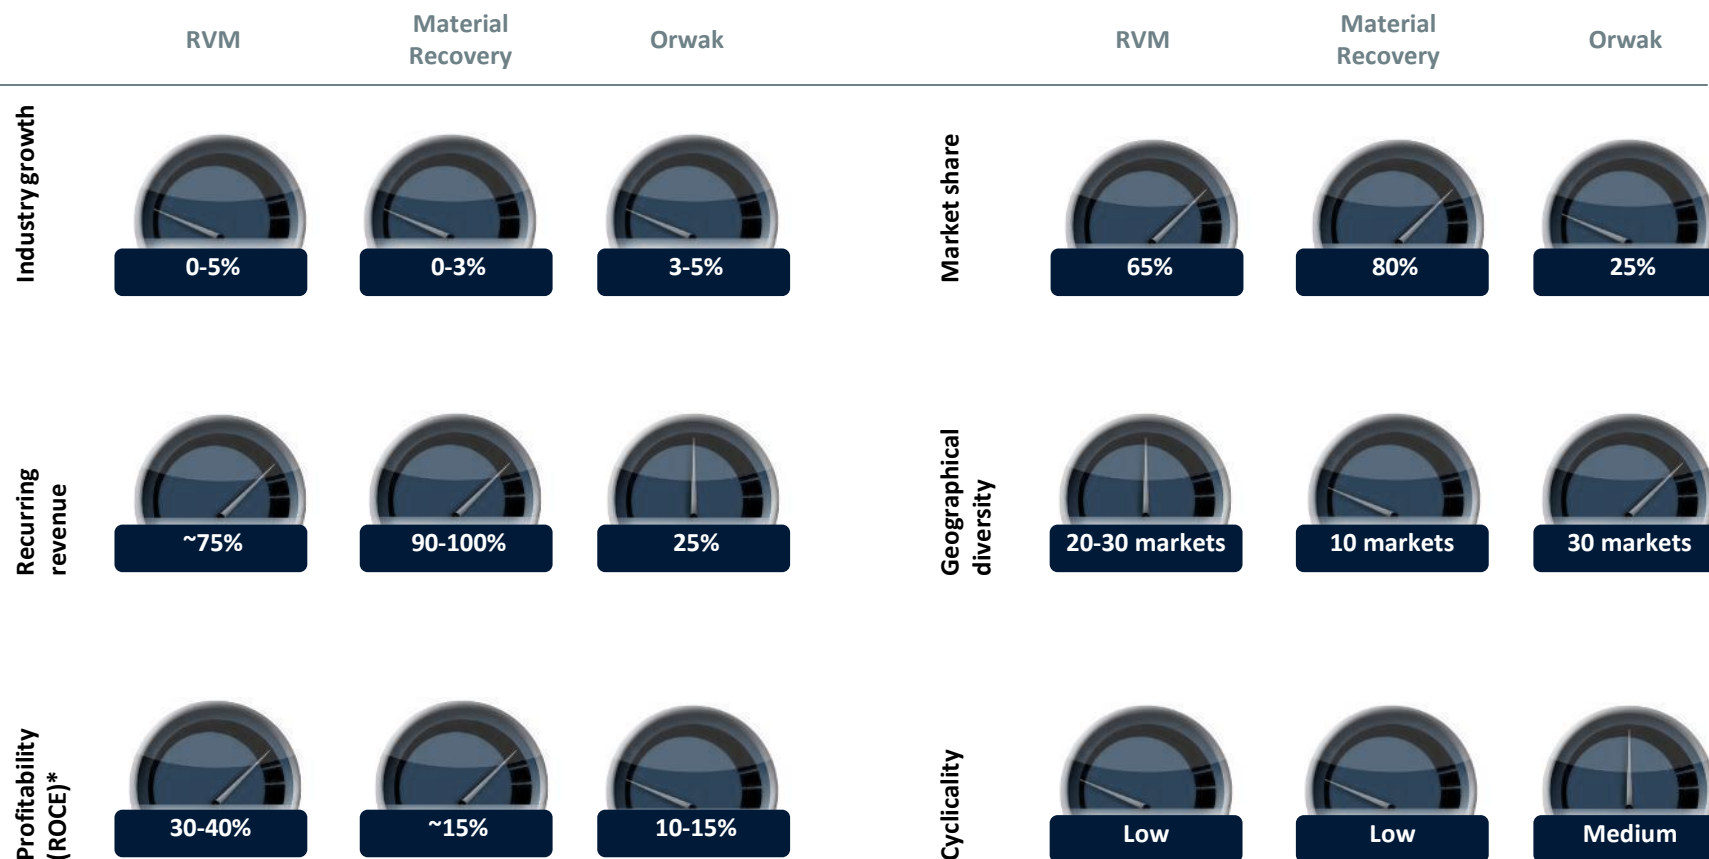 RVM
Material
Recovery
Orwak
RVM
Material
Recovery
Orwak
Industry growth
0-5%
0-3%
3-5%
Market share
65%
80%
25%
Recurring
revenue
~75%
90-100%
25%
Geographical
diversity
20-30 markets
10 markets
30 markets
Profitability
(ROCE)*
30-40%
~15%
10-15%
Cyclicality
Low
Low
Medium